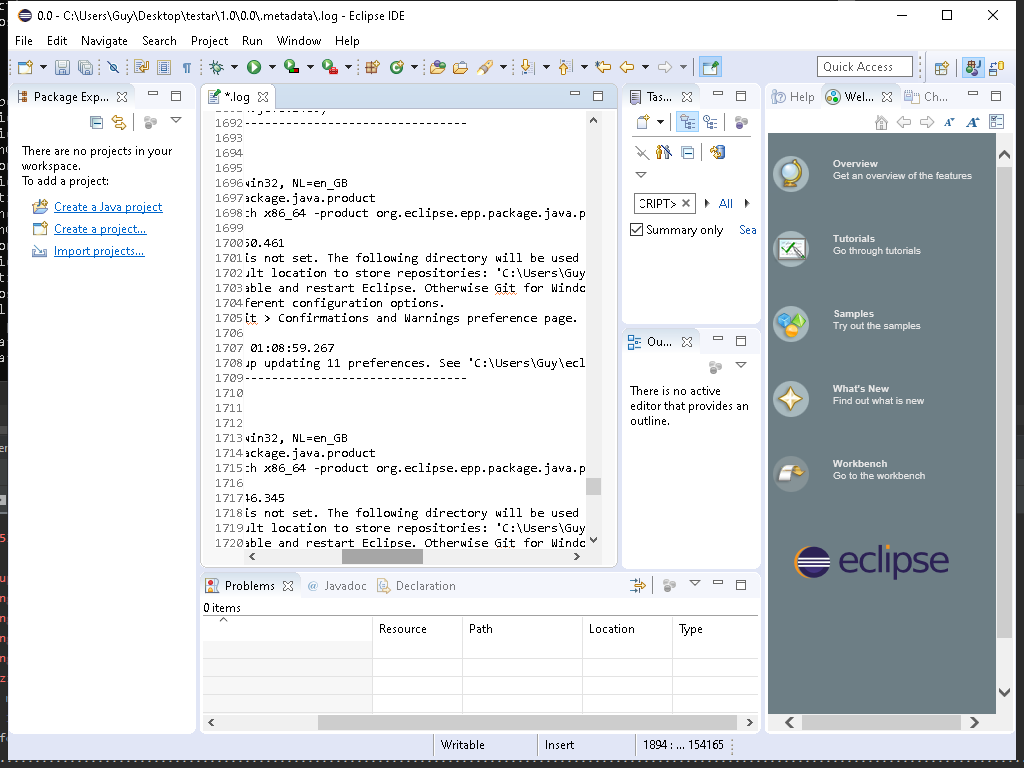 0.0 - C:\Users\Guy\Desktop\testar\1.0\0.0\.metadata\.log - Eclipse IDE
File Edit Navigate Search Project Run Window Help
Quick Access
Package Exp...
There are no projects in your
workspace.
To add a project:
Create a Java project
Create a project...
Import projects...
*.log
1692 -------------------------------
1693
1694
1695
1696 win32, NL=en_GB
1697 ackage.java.product
1698 ch x86_64 -product org.eclipse.epp.package.java.p
1699
1700 50.461
1701 is not set. The following directory will be used
1702 ult location to store repositories: 'C:\Users\Guy
1703 able and restart Eclipse. Otherwise Git for Windo
1704 ferent configuration options.
1705 it > Confirmations and Warnings preference page.
1706
1707 01:08:59.267
1708 up updating 11 preferences. See 'C:\Users\Guy\ecl
1709 -------------------------------
1710
1711
1712
1713 win32, NL=en_GB
1714 ackage.java.product
1715 ch x86_64 -product org.eclipse.epp.package.java.p
1716
1717 46.345
1718 is not set. The following directory will be used
1719 ult location to store repositories: 'C:\Users\Guy
1720 able and restart Eclipse. Otherwise Git for Windo
Tas...
CRIPT> All
Summary only Sea
Ou...
There is no active
editor that provides an
outline.
Help Wel... Ch...
Overview
Get an overview of the features
Tutorials
Go through tutorials
Samples
Try out the samples
What's New
Find out what is new
Workbench
Go to the workbench
eclipse
Problems @ Javadoc Declaration
0 items
Resource Path Location Type
Writable Insert 1894 : ... 154165